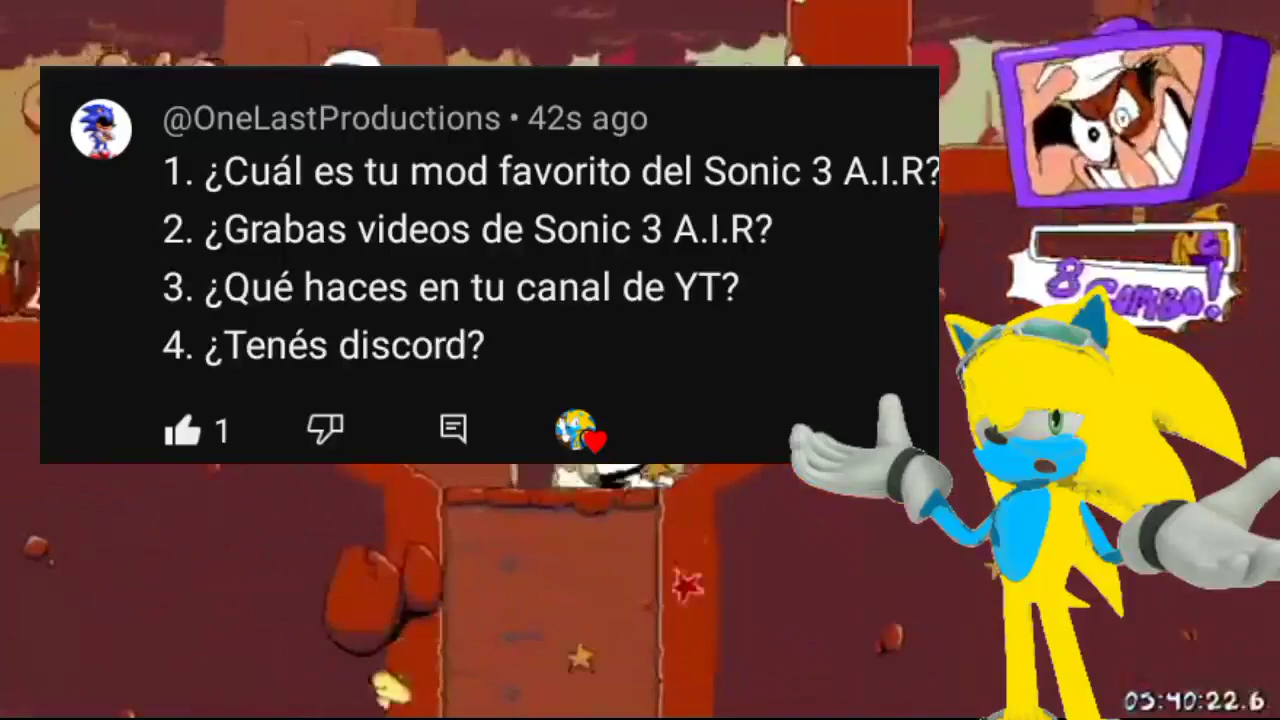 @OneLastProductions • 42s ago
1. ¿Cuál es tu mod favorito del Sonic 3 A.I.R?
2. ¿Grabas videos de Sonic 3 A.I.R?
3. ¿Qué haces en tu canal de YT?
4. ¿Tenés discord?
1
8 COMBO!
05:40:22.6